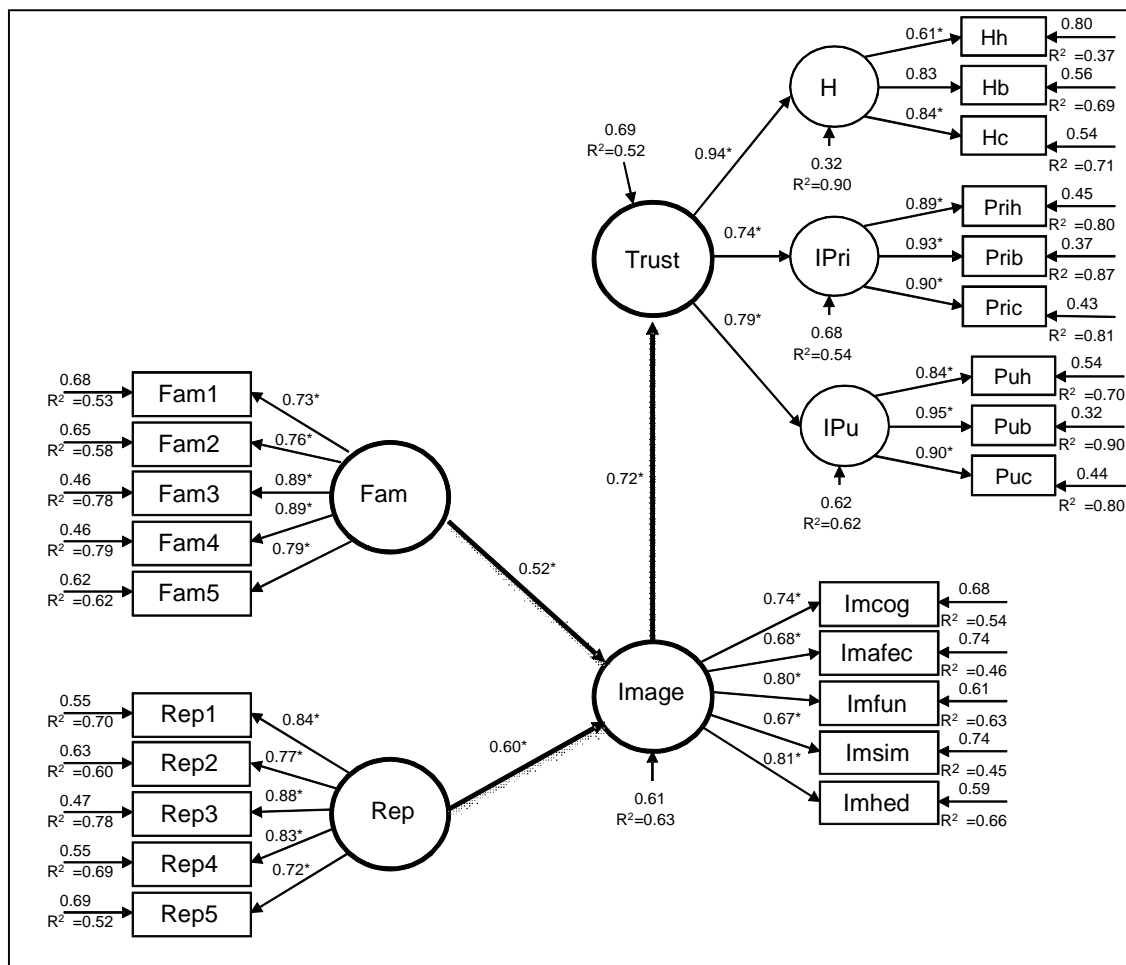 0.61*
Hh
0.80
R² =0.37
H
0.83
Hb
0.56
R² =0.69
0.84*
Hc
0.54
R² =0.71
0.32
R²=0.90
0.69
R²=0.52
0.94*
Trust
0.74*
IPri
0.89*
Prih
0.45
R² =0.80
0.93*
Prib
0.37
R² =0.87
0.90*
Pric
0.43
R² =0.81
0.68
R²=0.54
0.79*
IPu
0.84*
Puh
0.54
R² =0.70
0.95*
Pub
0.32
R² =0.90
0.90*
Puc
0.44
R² =0.80
0.62
R²=0.62
0.72*
0.68
R² =0.53
Fam1
0.73*
0.65
R² =0.58
Fam2
0.76*
0.46
R² =0.78
Fam3
0.89*
Fam
0.46
R² =0.79
Fam4
0.89*
0.62
R² =0.62
Fam5
0.79*
0.52*
0.55
R² =0.70
Rep1
0.84*
0.63
R² =0.60
Rep2
0.77*
0.47
R² =0.78
Rep3
0.88*
Rep
0.55
R² =0.69
Rep4
0.83*
0.69
R² =0.52
Rep5
0.72*
0.60*
Image
0.61
R²=0.63
0.74*
Imcog
0.68
R² =0.54
0.68*
Imafec
0.74
R² =0.46
0.80*
Imfun
0.61
R² =0.63
0.67*
Imsim
0.74
R² =0.45
0.81*
Imhed
0.59
R² =0.66